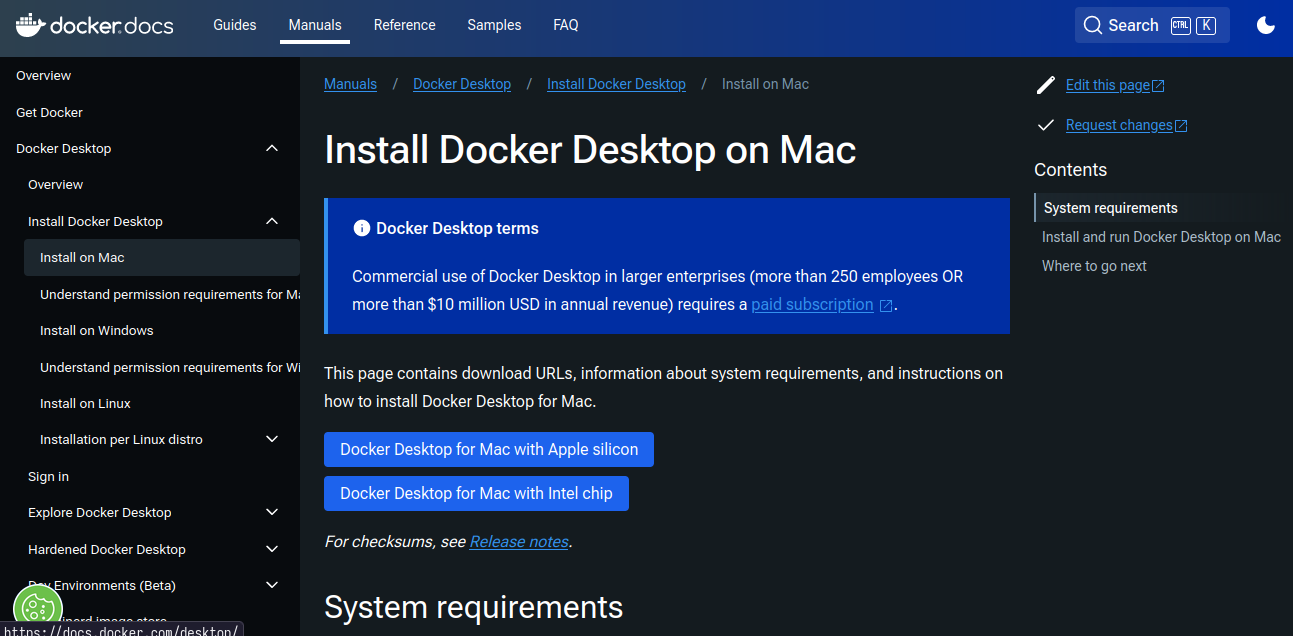 docker.docs
Guides
Manuals
Reference
Samples
FAQ
Search
CTRL
K
Overview
Get Docker
Docker Desktop
Overview
Install Docker Desktop
Install on Mac
Understand permission requirements for Ma
Install on Windows
Understand permission requirements for Wi
Install on Linux
Installation per Linux distro
Sign in
Explore Docker Desktop
Hardened Docker Desktop
Dev Environments (Beta)
image store
https://docs.docker.com/desktop/
Manuals / Docker Desktop / Install Docker Desktop / Install on Mac
Install Docker Desktop on Mac
Docker Desktop terms
Commercial use of Docker Desktop in larger enterprises (more than 250 employees OR
more than $10 million USD in annual revenue) requires a paid subscription.
This page contains download URLs, information about system requirements, and instructions on
how to install Docker Desktop for Mac.
Docker Desktop for Mac with Apple silicon
Docker Desktop for Mac with Intel chip
For checksums, see Release notes.
System requirements
Edit this page
Request changes
Contents
System requirements
Install and run Docker Desktop on Mac
Where to go next